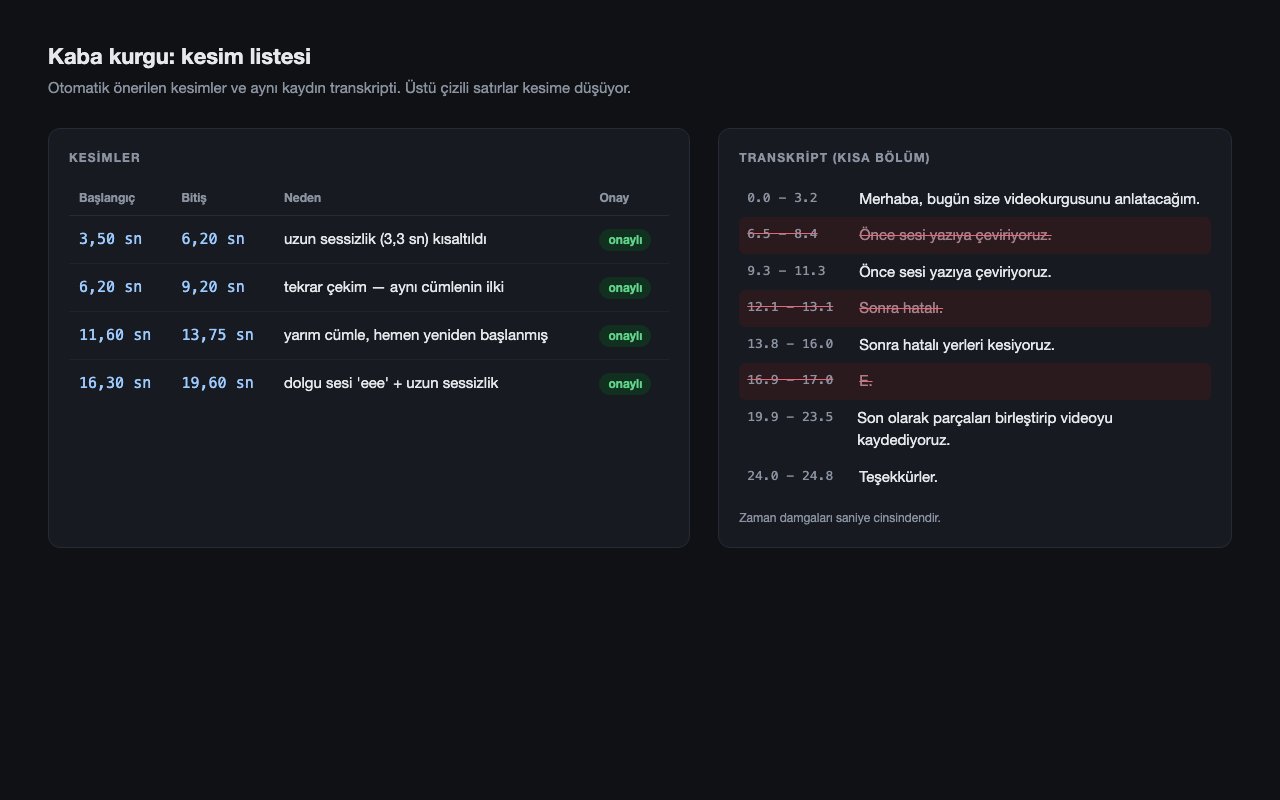 Kaba kurgu: kesim listesi
Otomatik önerilen kesimler ve aynı kaydın transkripti. Üstü çizili satırlar kesime düşüyor.
KESİMLER
Başlangıç Bitiş Neden Onay
3,50 sn 6,20 sn uzun sessizlik (3,3 sn) kısaltıldı onaylı
6,20 sn 9,20 sn tekrar çekim — aynı cümlenin ilki onaylı
11,60 sn 13,75 sn yarım cümle, hemen yeniden başlanmış onaylı
16,30 sn 19,60 sn dolgu sesi 'eee' + uzun sessizlik onaylı
TRANSKRİPT (KISA BÖLÜM)
0.0 – 3.2 Merhaba, bugün size videokurgusunu anlatacağım.
6.5 – 8.4 Önce sesi yazıya çeviriyoruz.
9.3 – 11.3 Önce sesi yazıya çeviriyoruz.
12.1 – 13.1 Sonra hatalı.
13.8 – 16.0 Sonra hatalı yerleri kesiyoruz.
16.9 – 17.0 E.
19.9 – 23.5 Son olarak parçaları birleştirip videoyu
kaydediyoruz.
24.0 – 24.8 Teşekkürler.
Zaman damgaları saniye cinsindendir.